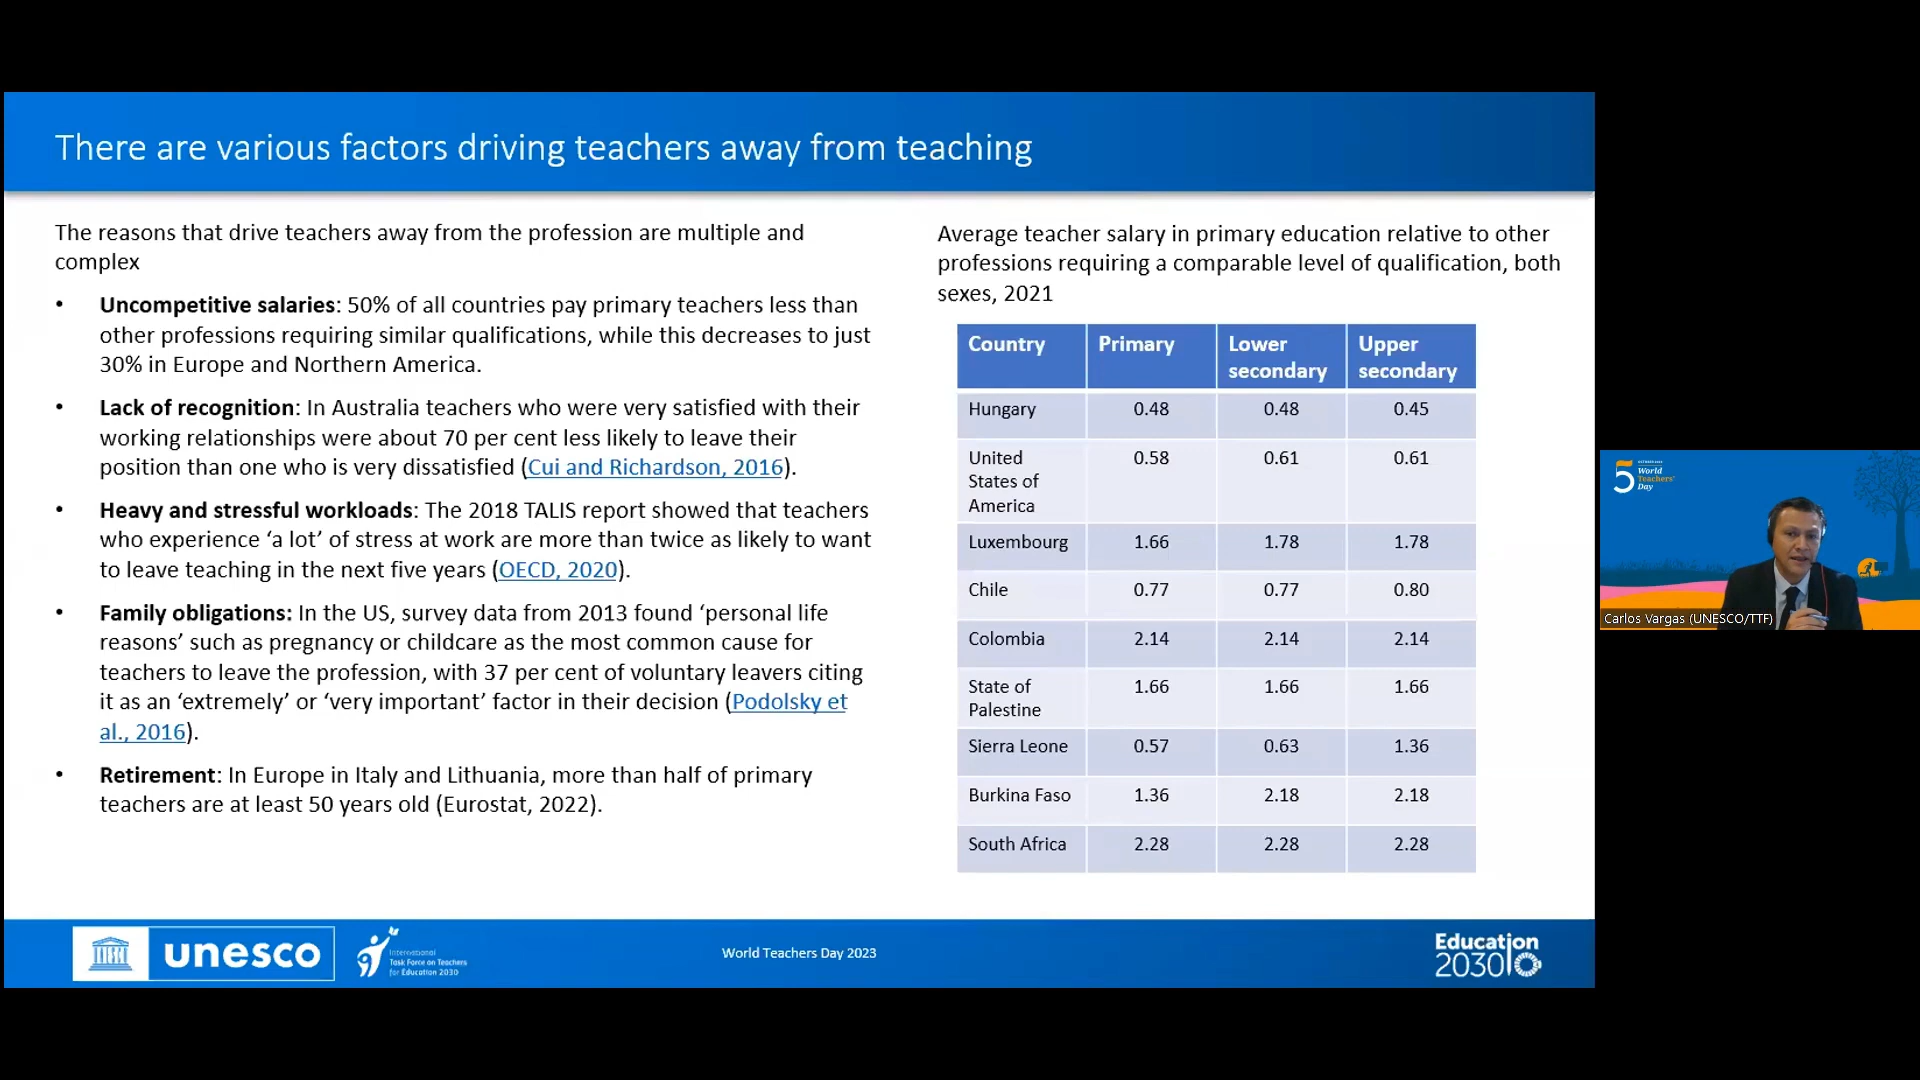 There are various factors driving teachers away from teaching
The reasons that drive teachers away from the profession are multiple and
complex
• Uncompetitive salaries: 50% of all countries pay primary teachers less than
other professions requiring similar qualifications, while this decreases to just
30% in Europe and Northern America.
• Lack of recognition: In Australia teachers who were very satisfied with their
working relationships were about 70 per cent less likely to leave their
position than one who is very dissatisfied (Cui and Richardson, 2016).
• Heavy and stressful workloads: The 2018 TALIS report showed that teachers
who experience ‘a lot’ of stress at work are more than twice as likely to want
to leave teaching in the next five years (OECD, 2020).
• Family obligations: In the US, survey data from 2013 found ‘personal life
reasons’ such as pregnancy or childcare as the most common cause for
teachers to leave the profession, with 37 per cent of voluntary leavers citing
it as an ‘extremely’ or ‘very important’ factor in their decision (Podolsky et
al., 2016).
• Retirement: In Europe in Italy and Lithuania, more than half of primary
teachers are at least 50 years old (Eurostat, 2022).
Average teacher salary in primary education relative to other
professions requiring a comparable level of qualification, both
sexes, 2021
Country Primary Lower secondary Upper secondary
Hungary 0.48 0.48 0.45
United States of America 0.58 0.61 0.61
Luxembourg 1.66 1.78 1.78
Chile 0.77 0.77 0.80
Colombia 2.14 2.14 2.14
State of Palestine 1.66 1.66 1.66
Sierra Leone 0.57 0.63 1.36
Burkina Faso 1.36 2.18 2.18
South Africa 2.28 2.28 2.28
unesco
International
Task Force on Teachers
for Education 2030
World Teachers Day 2023
Education
2030
5
World
Teachers'
Day
Carlos Vargas (UNESCO/TTF)